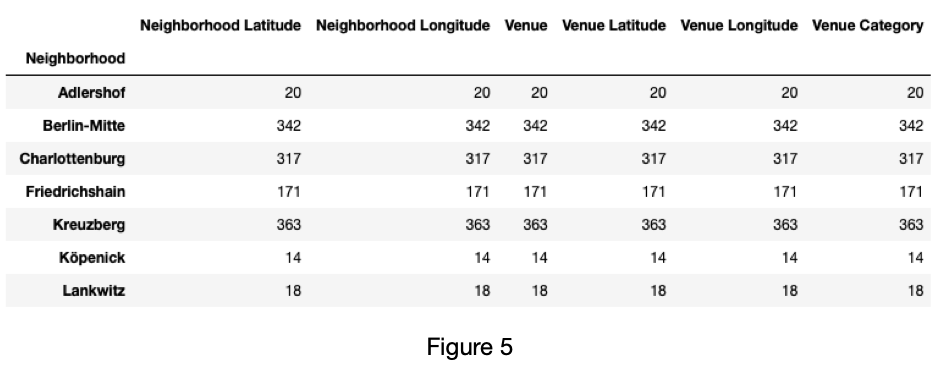 Neighborhood Latitude Neighborhood Longitude Venue Venue Latitude Venue Longitude Venue Category
Neighborhood
Adlershof 20 20 20 20 20 20
Berlin-Mitte 342 342 342 342 342 342
Charlottenburg 317 317 317 317 317 317
Friedrichshain 171 171 171 171 171 171
Kreuzberg 363 363 363 363 363 363
Köpenick 14 14 14 14 14 14
Lankwitz 18 18 18 18 18 18
Figure 5